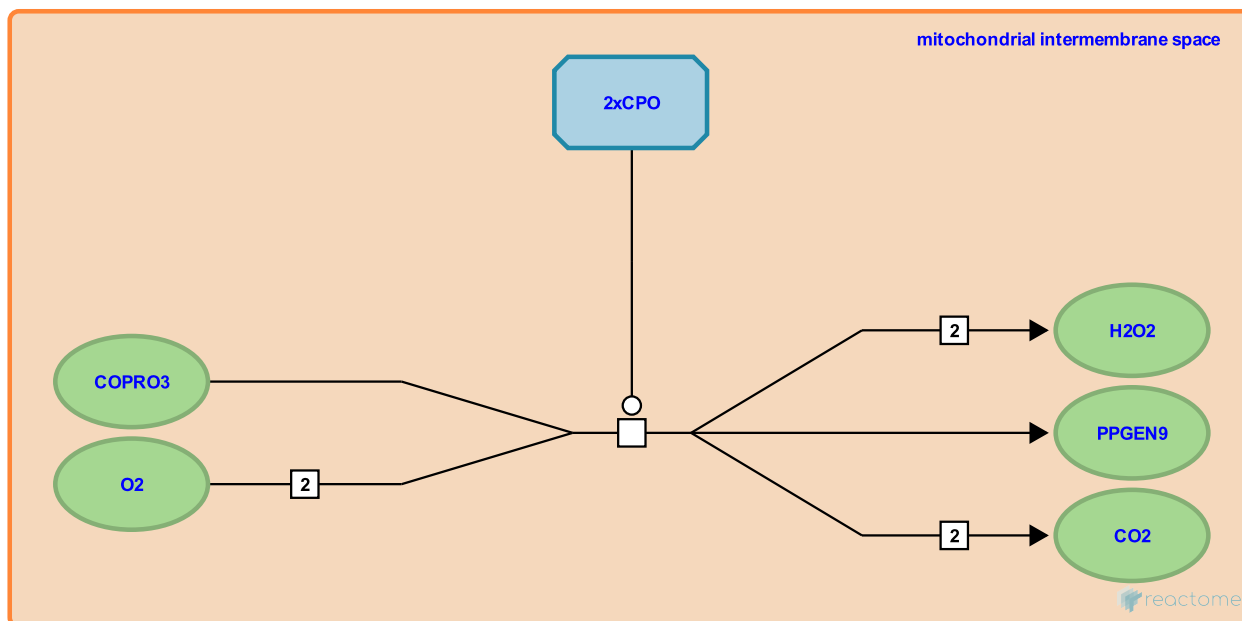 mitochondrial intermembrane space
2xCPO
H2O2
2
COPRO3
PPGEN9
O2
2
CO2
2
reactome